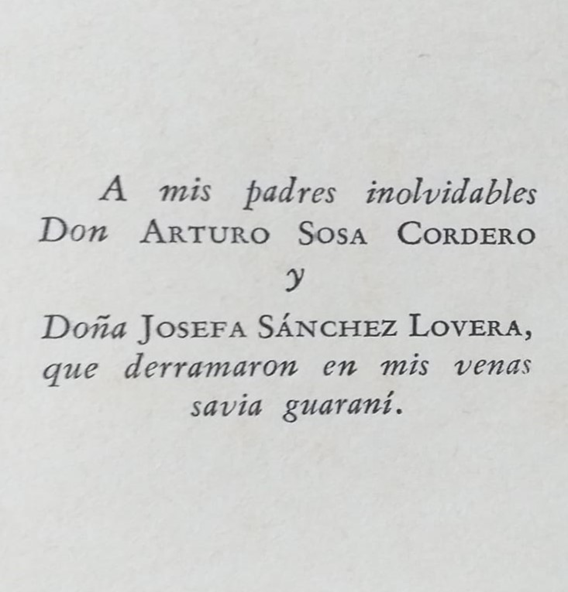 A mis padres inolvidables
Don ARTURO SOSA CORDERO
y
Doña JOSEFA SÁNCHEZ LOVERA,
que derramaron en mis venas
savia guaraní.